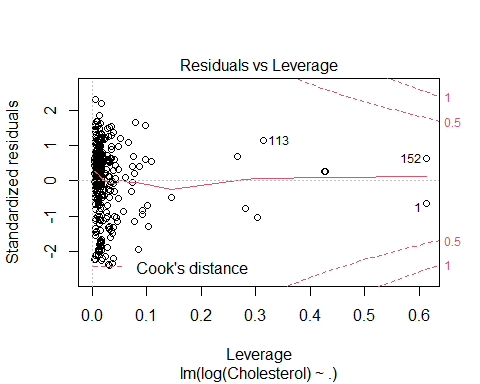 Residuals vs Leverage
Standardized residuals
2
1
0
-1
-2
113
152
1
1
0.5
0.5
1
Cook's distance
0.0 0.1 0.2 0.3 0.4 0.5 0.6
Leverage
lm(log(Cholesterol) ~ .)